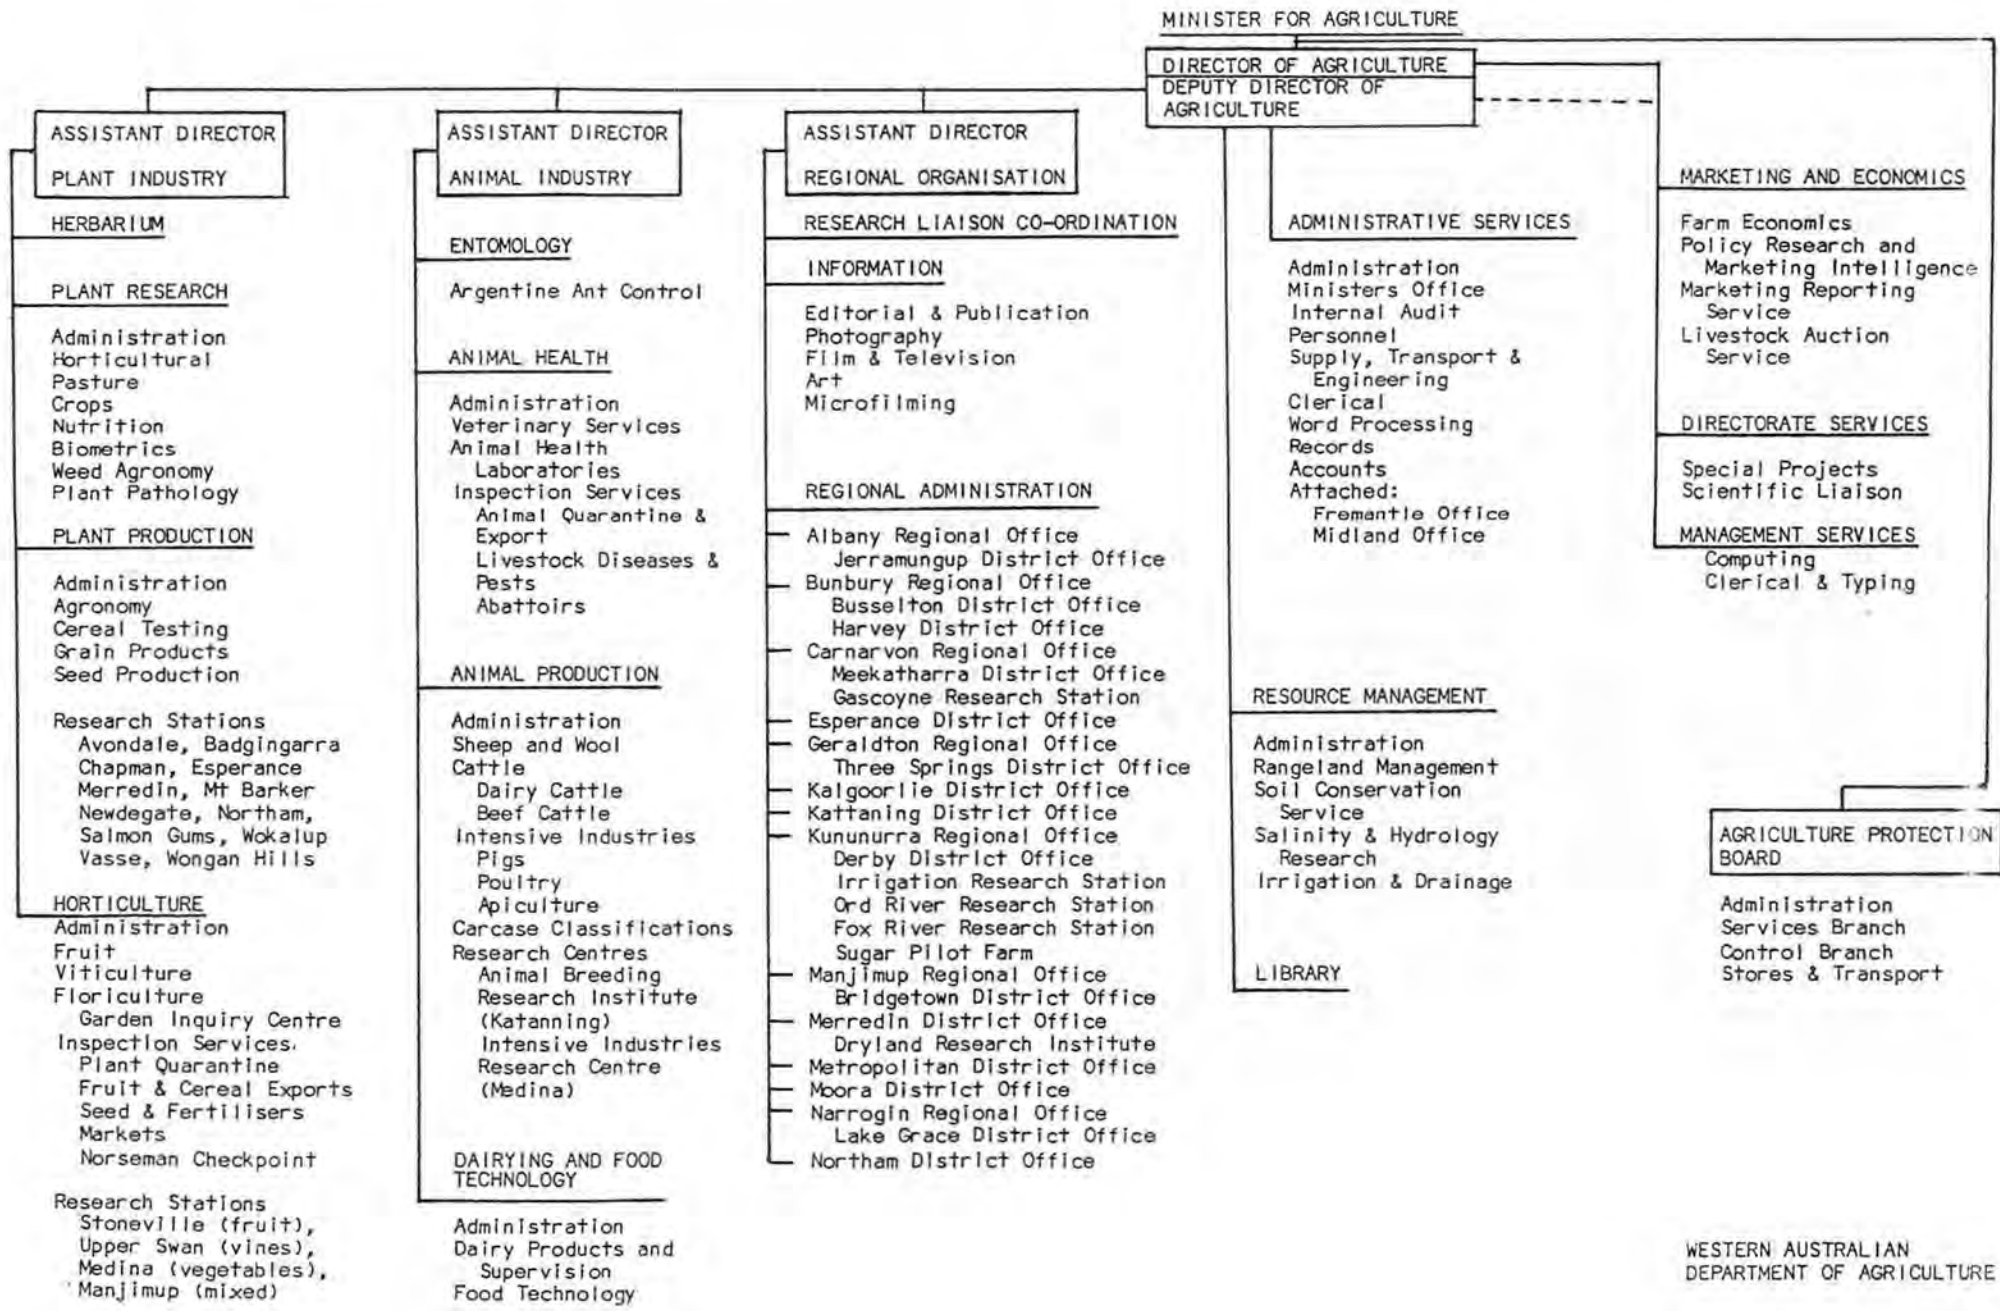 MINISTER FOR AGRICULTURE
DIRECTOR OF AGRICULTURE
DEPUTY DIRECTOR OF
AGRICULTURE
ASSISTANT DIRECTOR
PLANT INDUSTRY
HERBARIUM
PLANT RESEARCH
Administration
Horticultural
Pasture
Crops
Nutrition
Biometrics
Weed Agronomy
Plant Pathology
PLANT PRODUCTION
Administration
Agronomy
Cereal Testing
Grain Products
Seed Production
Research Stations
Avondale, Badgingarra
Chapman, Esperance
Merredin, Mt Barker
Newdegate, Northam,
Salmon Gums, Wokalup
Vasse, Wongan Hills
HORTICULTURE
Administration
Fruit
Viticulture
Floriculture
Garden Inquiry Centre
Inspection Services.
Plant Quarantine
Fruit & Cereal Exports
Seed & Fertilisers
Markets
Norseman Checkpoint
Research Stations
Stoneville (fruit),
Upper Swan (vines),
Medina (vegetables),
Manjimup (mixed)
ASSISTANT DIRECTOR
ANIMAL INDUSTRY
ENTOMOLOGY
Argentine Ant Control
ANIMAL HEALTH
Administration
Veterinary Services
Animal Health
Laboratories
Inspection Services
Animal Quarantine &
Export
Livestock Diseases &
Pests
Abattoirs
ANIMAL PRODUCTION
Administration
Sheep and Wool
Cattle
Dairy Cattle
Beef Cattle
Intensive Industries
Pigs
Poultry
Apiculture
Carcase Classifications
Research Centres
Animal Breeding
Research Institute
(Katanning)
Intensive Industries
Research Centre
(Medina)
DAIRYING AND FOOD
TECHNOLOGY
Administration
Dairy Products and
Supervision
Food Technology
ASSISTANT DIRECTOR
REGIONAL ORGANISATION
RESEARCH LIAISON CO-ORDINATION
INFORMATION
Editorial & Publication
Photography
Film & Television
Art
Microfilming
REGIONAL ADMINISTRATION
Albany Regional Office
Jerramungup District Office
Bunbury Regional Office
Busselton District Office
Harvey District Office
Carnarvon Regional Office
Meekatharra District Office
Gascoyne Research Station
Esperance District Office
Geraldton Regional Office
Three Springs District Office
Kalgoorlie District Office
Kattaning District Office
Kununurra Regional Office
Derby District Office
Irrigation Research Station
Ord River Research Station
Fox River Research Station
Sugar Pilot Farm
Manjimup Regional Office
Bridgetown District Office
Merredin District Office
Dryland Research Institute
Metropolitan District Office
Moora District Office
Narrogin Regional Office
Lake Grace District Office
Northam District Office
ADMINISTRATIVE SERVICES
Administration
Ministers Office
Internal Audit
Personnel
Supply, Transport &
Engineering
Clerical
Word Processing
Records
Accounts
Attached:
Fremantle Office
Midland Office
RESOURCE MANAGEMENT
Administration
Rangeland Management
Soil Conservation
Service
Salinity & Hydrology
Research
Irrigation & Drainage
LIBRARY
MARKETING AND ECONOMICS
Farm Economics
Policy Research and
Marketing Intelligence
Marketing Reporting
Service
Livestock Auction
Service
DIRECTORATE SERVICES
Special Projects
Scientific Liaison
MANAGEMENT SERVICES
Computing
Clerical & Typing
AGRICULTURE PROTECTION
BOARD
Administration
Services Branch
Control Branch
Stores & Transport
WESTERN AUSTRALIAN
DEPARTMENT OF AGRICULTURE